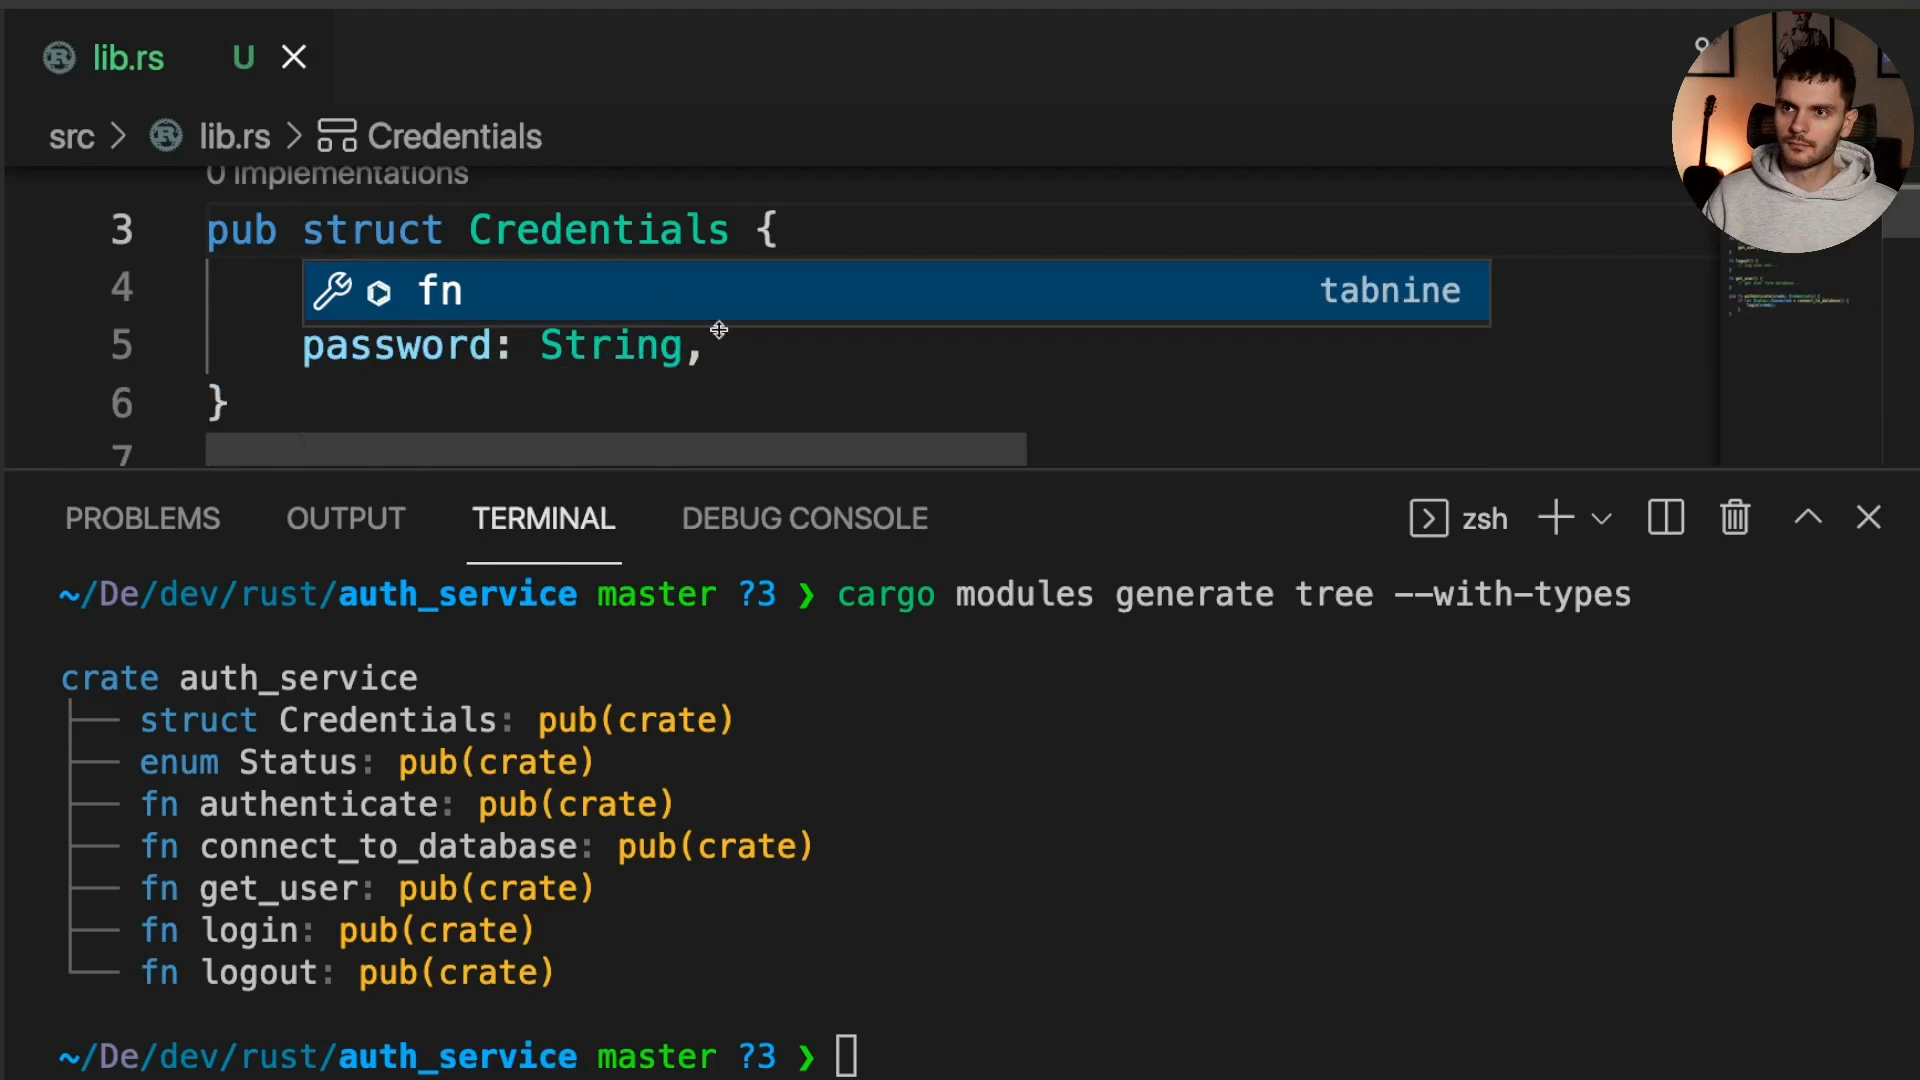 lib.rs U
src > lib.rs > Credentials
0 implementations
3 pub struct Credentials {
4 fn tabnine
5 password: String,
6 }
7
PROBLEMS OUTPUT TERMINAL DEBUG CONSOLE zsh
~/De/dev/rust/auth_service master ?3 ❯ cargo modules generate tree --with-types
crate auth_service
├── struct Credentials: pub(crate)
├── enum Status: pub(crate)
├── fn authenticate: pub(crate)
├── fn connect_to_database: pub(crate)
├── fn get_user: pub(crate)
├── fn login: pub(crate)
└── fn logout: pub(crate)
~/De/dev/rust/auth_service master ?3 ❯